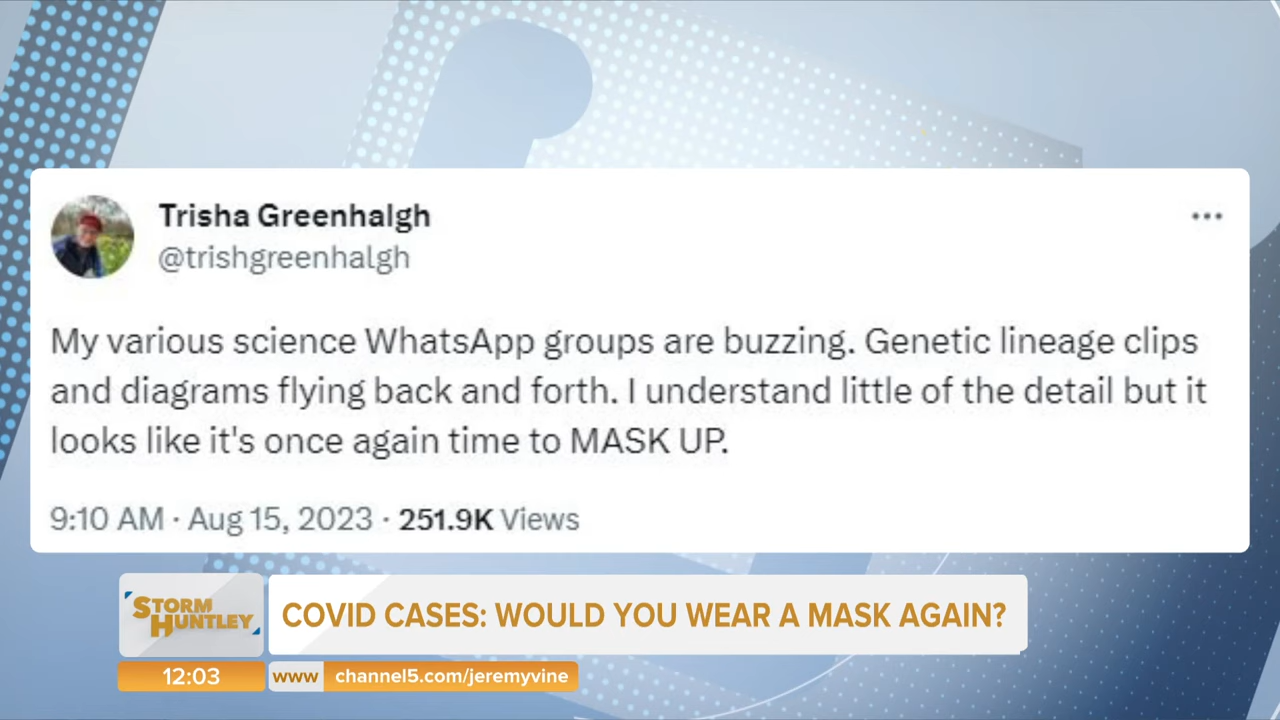 Trisha Greenhalgh
@trishgreenhalgh
My various science WhatsApp groups are buzzing. Genetic lineage clips
and diagrams flying back and forth. I understand little of the detail but it
looks like it's once again time to MASK UP.
9:10 AM · Aug 15, 2023 · 251.9K Views
STORM
HUNTLEY
COVID CASES: WOULD YOU WEAR A MASK AGAIN?
12:03 www channel5.com/jeremyvine